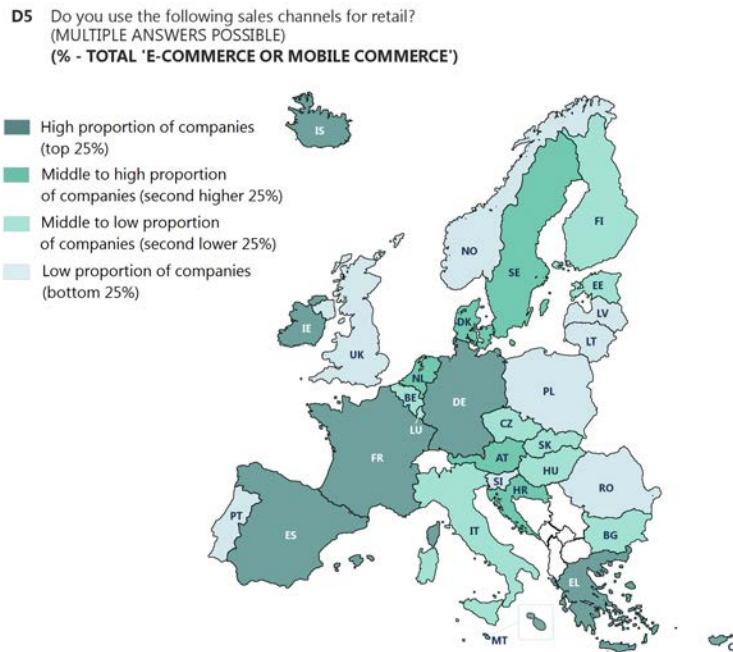 D5 Do you use the following sales channels for retail?
(MULTIPLE ANSWERS POSSIBLE)
(% - TOTAL 'E-COMMERCE OR MOBILE COMMERCE')
High proportion of companies
(top 25%)
Middle to high proportion
of companies (second higher 25%)
Middle to low proportion
of companies (second lower 25%)
Low proportion of companies
(bottom 25%)
IS
FI
NO
SE
EE
LV
LT
IE
DK
UK
NL
PL
BE
DE
CZ
LU
SK
FR
AT
HU
SI
HR
RO
PT
ES
IT
BG
EL
MT